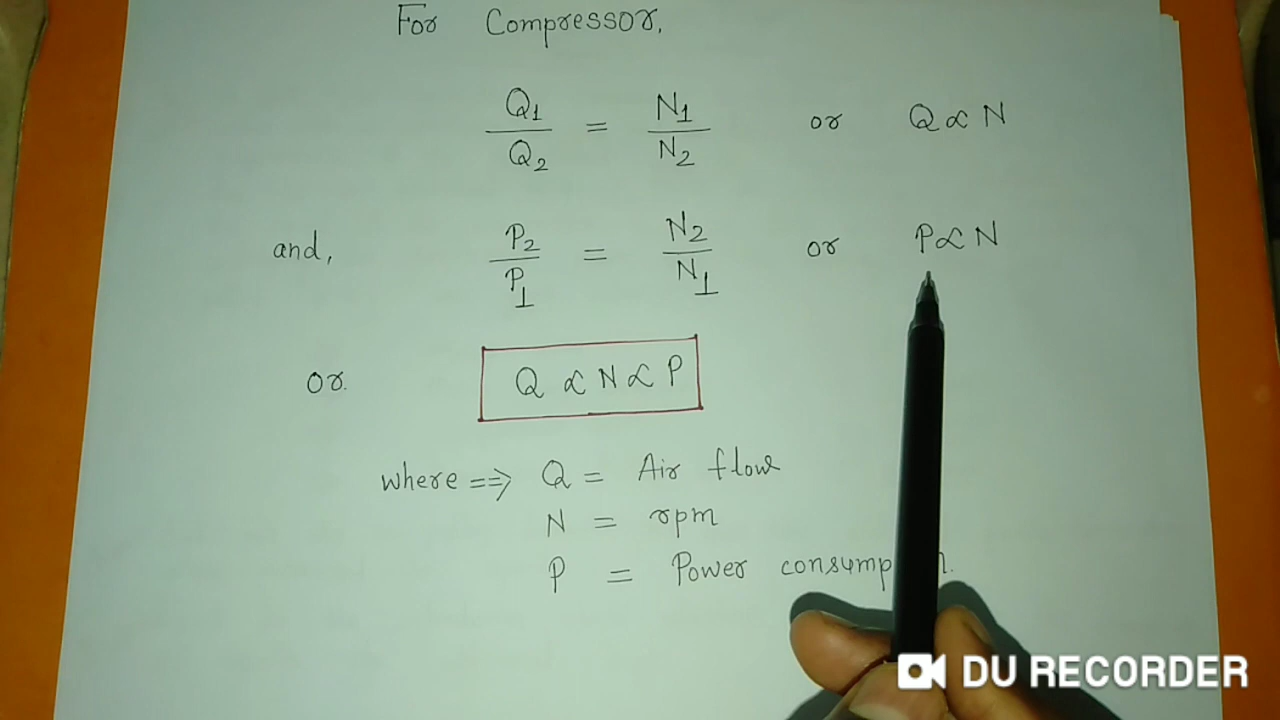 For Compressor,
Q1/Q2 = N1/N2 or Q ∝ N
and, P2/P1 = N2/N1 or P ∝ N
or Q ∝ N ∝ P
where ==> Q = Air flow
N = rpm
P = Power
DU RECORDER